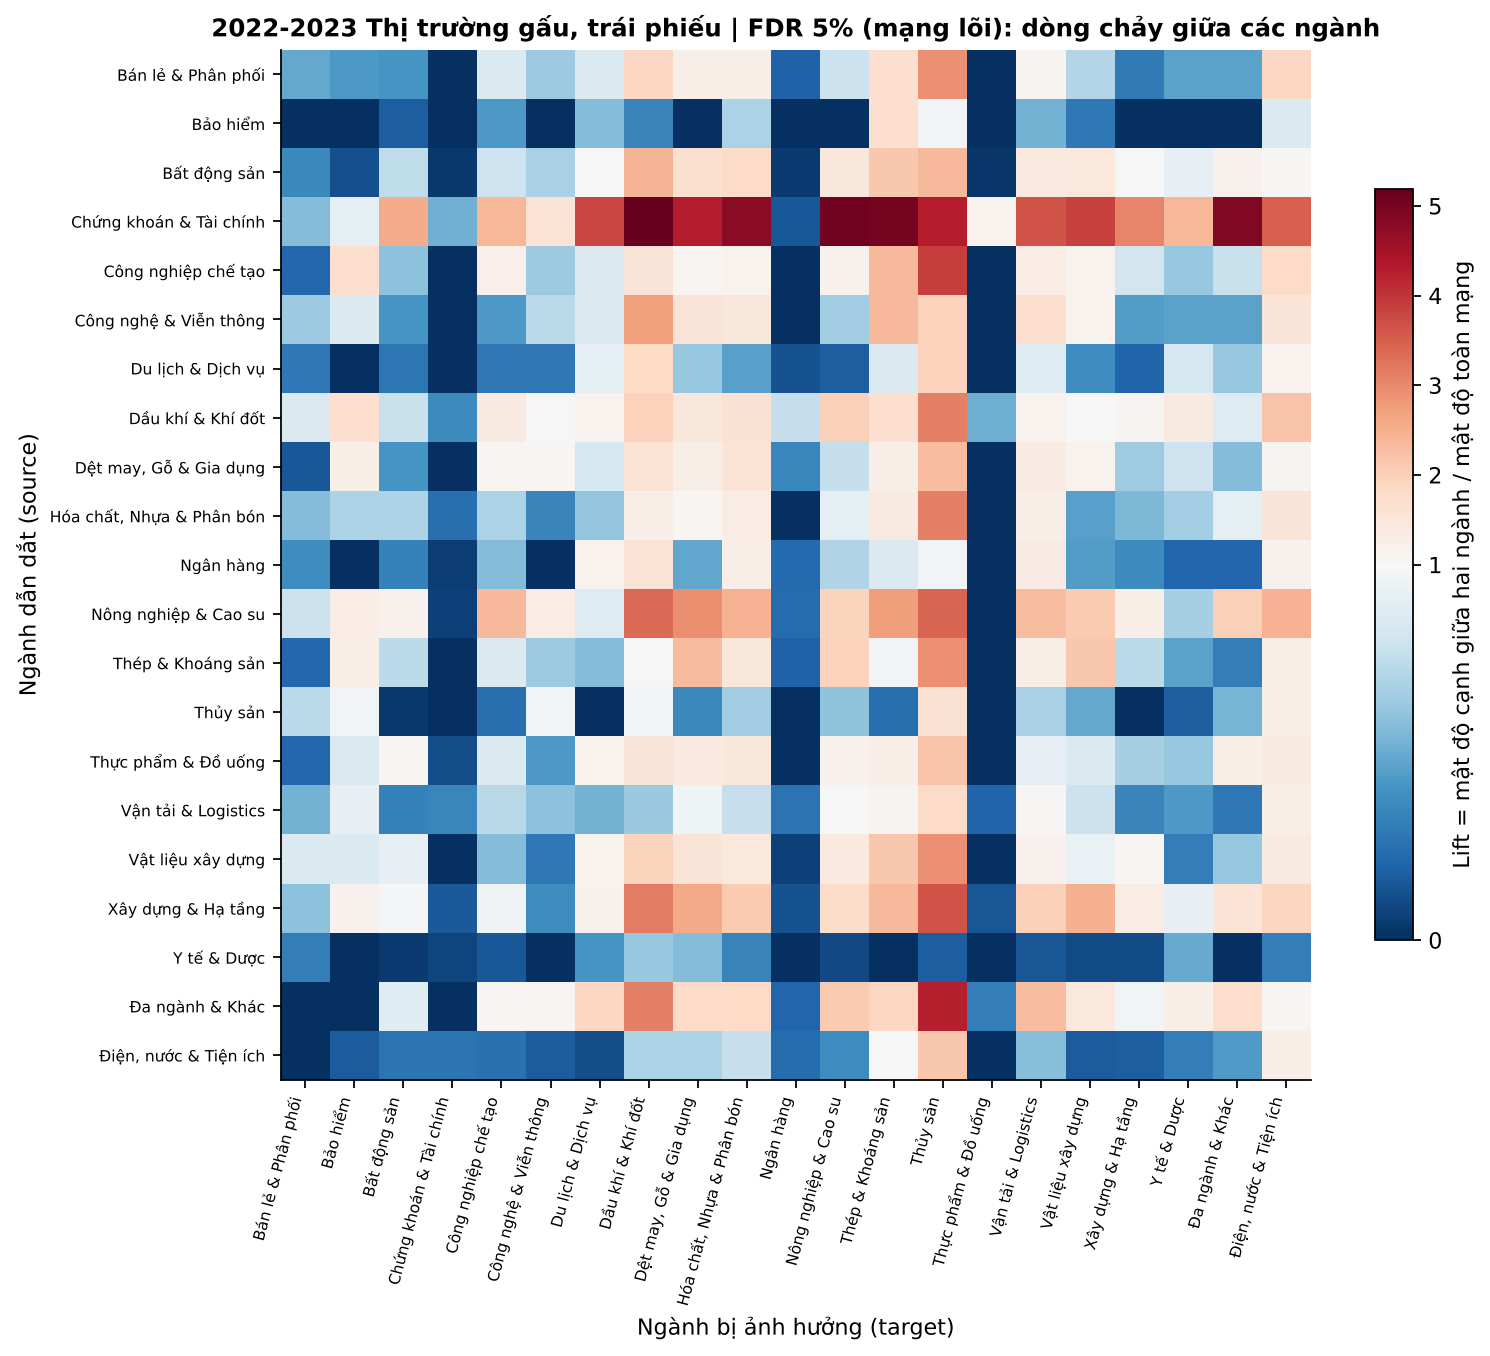 2022-2023 Thị trường gấu, trái phiếu | FDR 5% (mạng lõi): dòng chảy giữa các ngành
Ngành dẫn dắt (source)
Bán lẻ & Phân phối
Bảo hiểm
Bất động sản
Chứng khoán & Tài chính
Công nghiệp chế tạo
Công nghệ & Viễn thông
Du lịch & Dịch vụ
Dầu khí & Khí đốt
Dệt may, Gỗ & Gia dụng
Hóa chất, Nhựa & Phân bón
Ngân hàng
Nông nghiệp & Cao su
Thép & Khoáng sản
Thủy sản
Thực phẩm & Đồ uống
Vận tải & Logistics
Vật liệu xây dựng
Xây dựng & Hạ tầng
Y tế & Dược
Đa ngành & Khác
Điện, nước & Tiện ích
Bán lẻ & Phân phối
Bảo hiểm
Bất động sản
Chứng khoán & Tài chính
Công nghiệp chế tạo
Công nghệ & Viễn thông
Du lịch & Dịch vụ
Dầu khí & Khí đốt
Dệt may, Gỗ & Gia dụng
Hóa chất, Nhựa & Phân bón
Ngân hàng
Nông nghiệp & Cao su
Thép & Khoáng sản
Thủy sản
Thực phẩm & Đồ uống
Vận tải & Logistics
Vật liệu xây dựng
Xây dựng & Hạ tầng
Y tế & Dược
Đa ngành & Khác
Điện, nước & Tiện ích
Ngành bị ảnh hưởng (target)
5
4
3
2
1
0
Lift = mật độ cạnh giữa hai ngành / mật độ toàn mạng